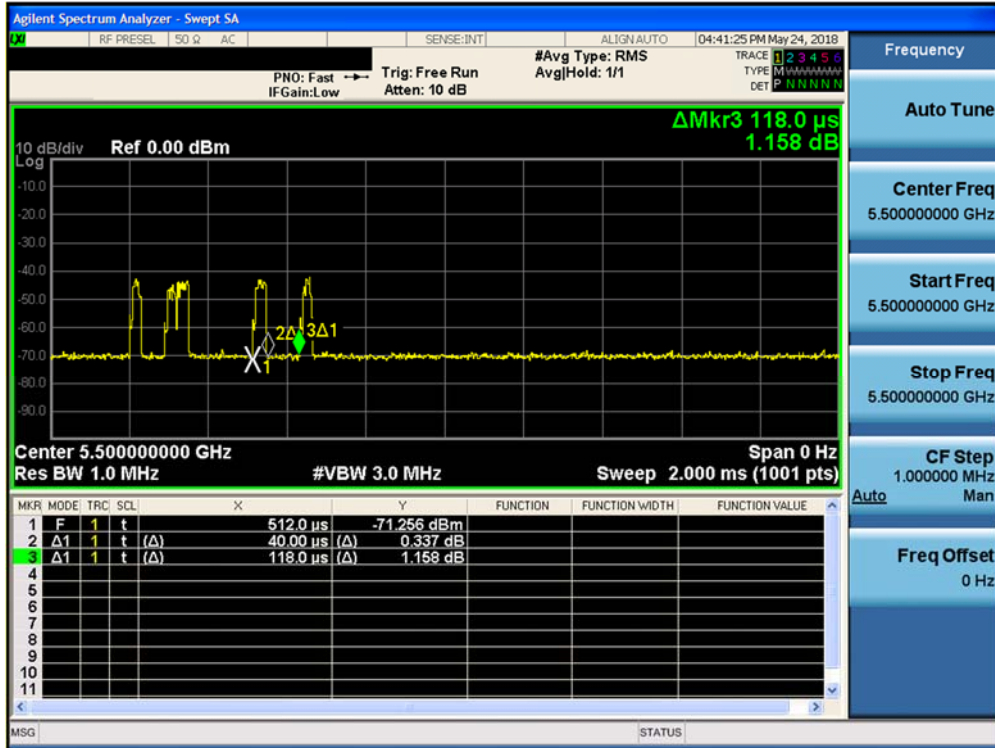 Agilent Spectrum Analyzer - Swept SA
LXI RF PRESEL 50 Ω AC SENSE:INT ALIGN AUTO 04:41:25 PM May 24, 2018
PNO: Fast Trig: Free Run #Avg Type: RMS TRACE 1 2 3 4 5 6
IFGain:Low Atten: 10 dB Avg|Hold: 1/1 TYPE M WWWWW
DET P N N N N N
ΔMkr3 118.0 µs
1.158 dB
10 dB/div Ref 0.00 dBm
Log
-10.0
-20.0
-30.0
-40.0
-50.0
-60.0
-70.0
-80.0
-90.0
2Δ 3Δ1
1
Center 5.500000000 GHz Span 0 Hz
Res BW 1.0 MHz #VBW 3.0 MHz Sweep 2.000 ms (1001 pts)
MKR MODE TRC SCL X Y FUNCTION FUNCTION WIDTH FUNCTION VALUE
1 F 1 t 512.0 µs -71.256 dBm
2 Δ1 1 t (Δ) 40.00 µs (Δ) 0.337 dB
3 Δ1 1 t (Δ) 118.0 µs (Δ) 1.158 dB
4
5
6
7
8
9
10
11
MSG STATUS
Frequency
Auto Tune
Center Freq
5.500000000 GHz
Start Freq
5.500000000 GHz
Stop Freq
5.500000000 GHz
CF Step
1.000000 MHz
Auto Man
Freq Offset
0 Hz